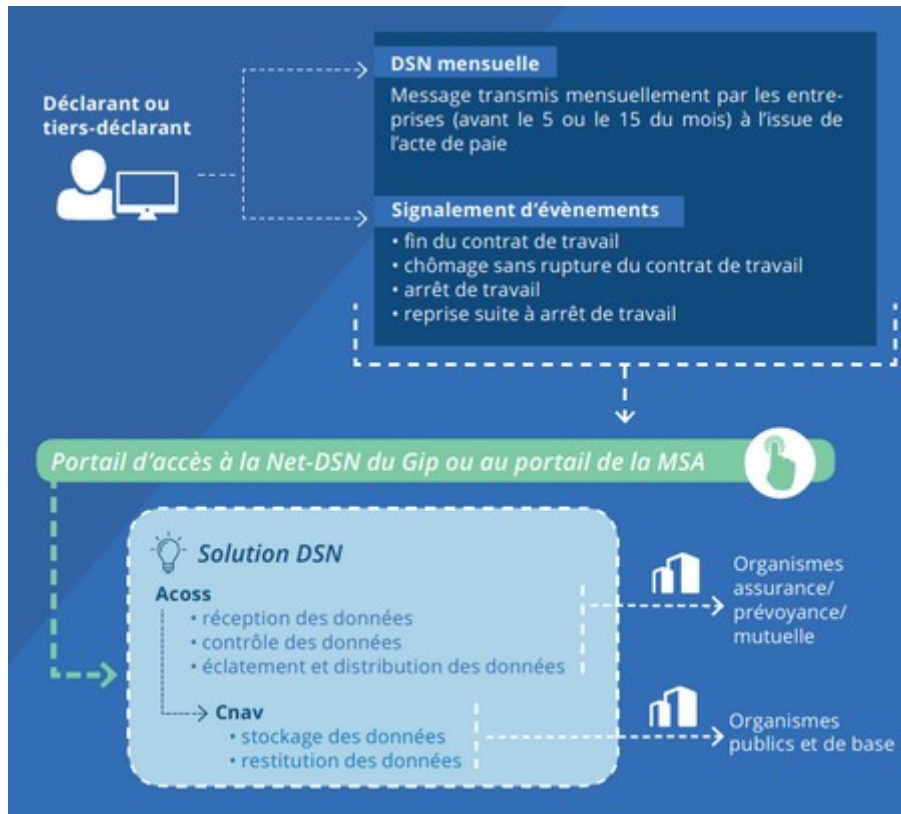 Déclarant ou
tiers-déclarant
DSN mensuelle
Message transmis mensuellement par les entre-
prises (avant le 5 ou le 15 du mois) à l'issue de
l'acte de paie
Signalement d'évènements
• fin du contrat de travail
• chômage sans rupture du contrat de travail
• arrêt de travail
• reprise suite à arrêt de travail
Portail d'accès à la Net-DSN du Gip ou au portail de la MSA
Solution DSN
Acoss
• réception des données
• contrôle des données
• éclatement et distribution des données
Cnav
• stockage des données
• restitution des données
Organismes
assurance/
prévoyance/
mutuelle
Organismes
publics et de base